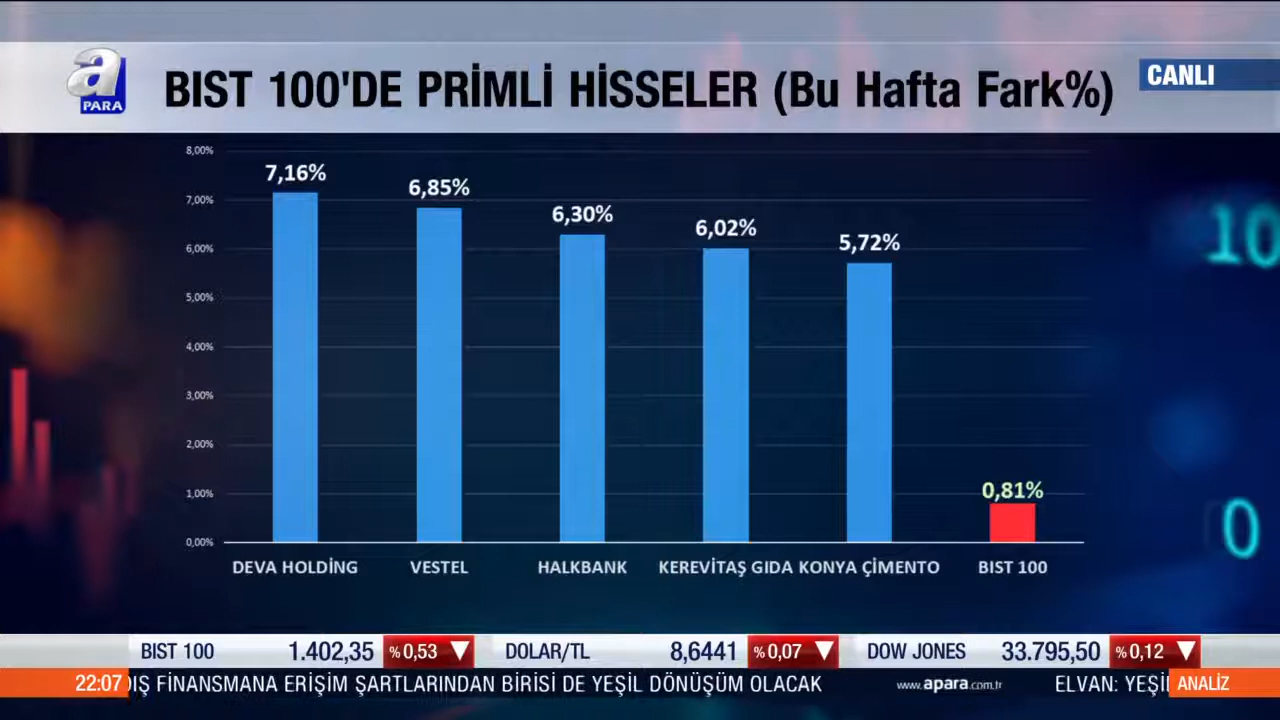 a
PARA
BIST 100'DE PRİMLİ HİSSELER (Bu Hafta Fark%)
CANLI
8,00%
7,00%
6,00%
5,00%
4,00%
3,00%
2,00%
1,00%
0,00%
7,16%
6,85%
6,30%
6,02%
5,72%
0,81%
DEVA HOLDİNG
VESTEL
HALKBANK
KEREVİTAŞ GIDA
KONYA ÇİMENTO
BIST 100
10
0
BIST 100 1.402,35 %0,53 ▼ DOLAR/TL 8,6441 %0,07 ▼ DOW JONES 33.795,50 %0,12 ▼
22:07 DIŞ FİNANSMANA ERİŞİM ŞARTLARINDAN BİRİSİ DE YEŞİL DÖNÜŞÜM OLACAK www.apara.com.tr ELVAN: YEŞİ ANALİZ